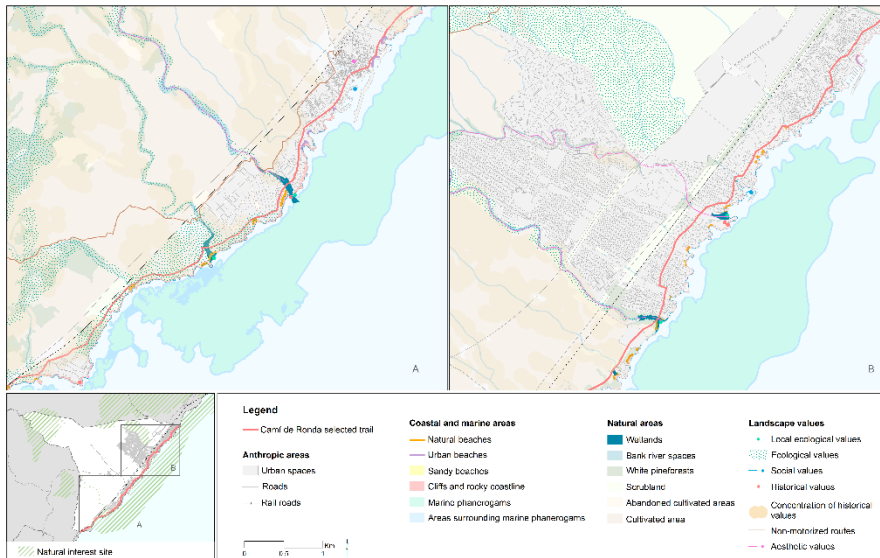 A
B
B
A
Natural interest site
Legend
Camí de Ronda selected trail
Anthropic areas
Urban spaces
Roads
Rail roads
0 0.5 1 Km
Coastal and marine areas
Natural beaches
Urban beaches
Sandy beaches
Cliffs and rocky coastline
Marine phanerogams
Areas surrounding marine phanerogams
Natural areas
Wetlands
Bank river spaces
White pineforests
Scrubland
Abandoned cultivated areas
Cultivated area
Landscape values
Local ecological values
Ecological values
Social values
Historical values
Concentration of historical
values
Non-motorized routes
Aesthetic values